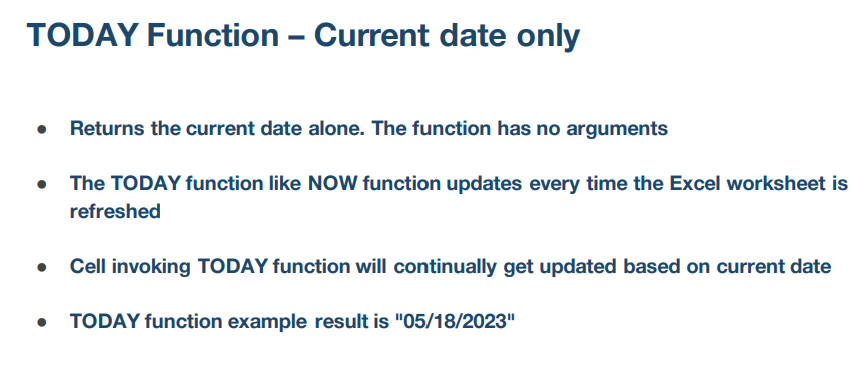 TODAY Function – Current date only
● Returns the current date alone. The function has no arguments
● The TODAY function like NOW function updates every time the Excel worksheet is
refreshed
● Cell invoking TODAY function will continually get updated based on current date
● TODAY function example result is "05/18/2023"